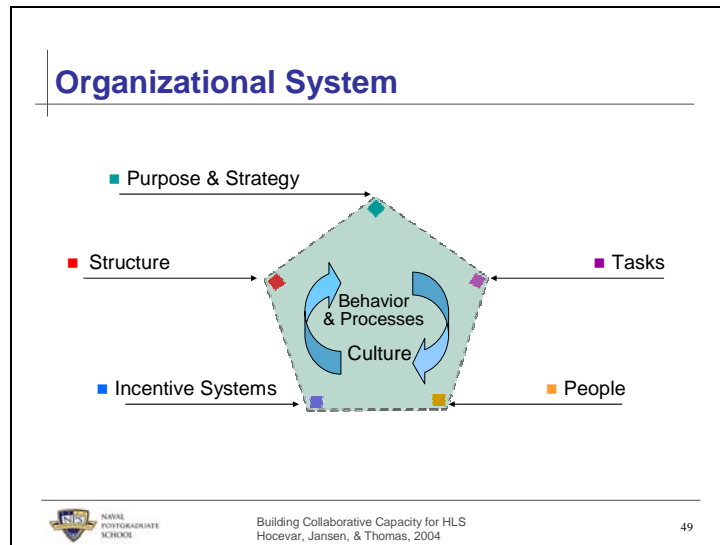 Organizational System
Purpose & Strategy
Structure
Tasks
Behavior
& Processes
Culture
Incentive Systems
People
NPS
NAVAL
POSTGRADUATE
SCHOOL
Building Collaborative Capacity for HLS
Hocevar, Jansen, & Thomas, 2004
49